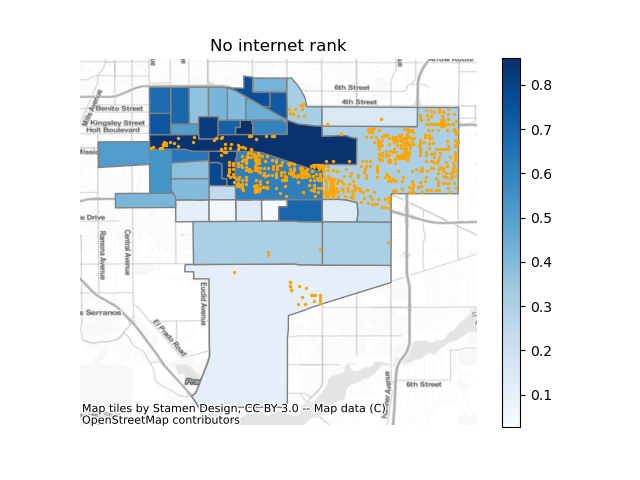 No internet rank
Arrow Route
6th Street
4th Street
Mills Avenue
Benito Street
Kingsley Street
Holt Boulevard
Drive
Ramona Avenue
Central Avenue
Euclid Avenue
s Serranos
El Prado Road
6th Street
Map tiles by Stamen Design, CC BY 3.0 -- Map data (C)
OpenStreetMap contributors
0.8
0.7
0.6
0.5
0.4
0.3
0.2
0.1